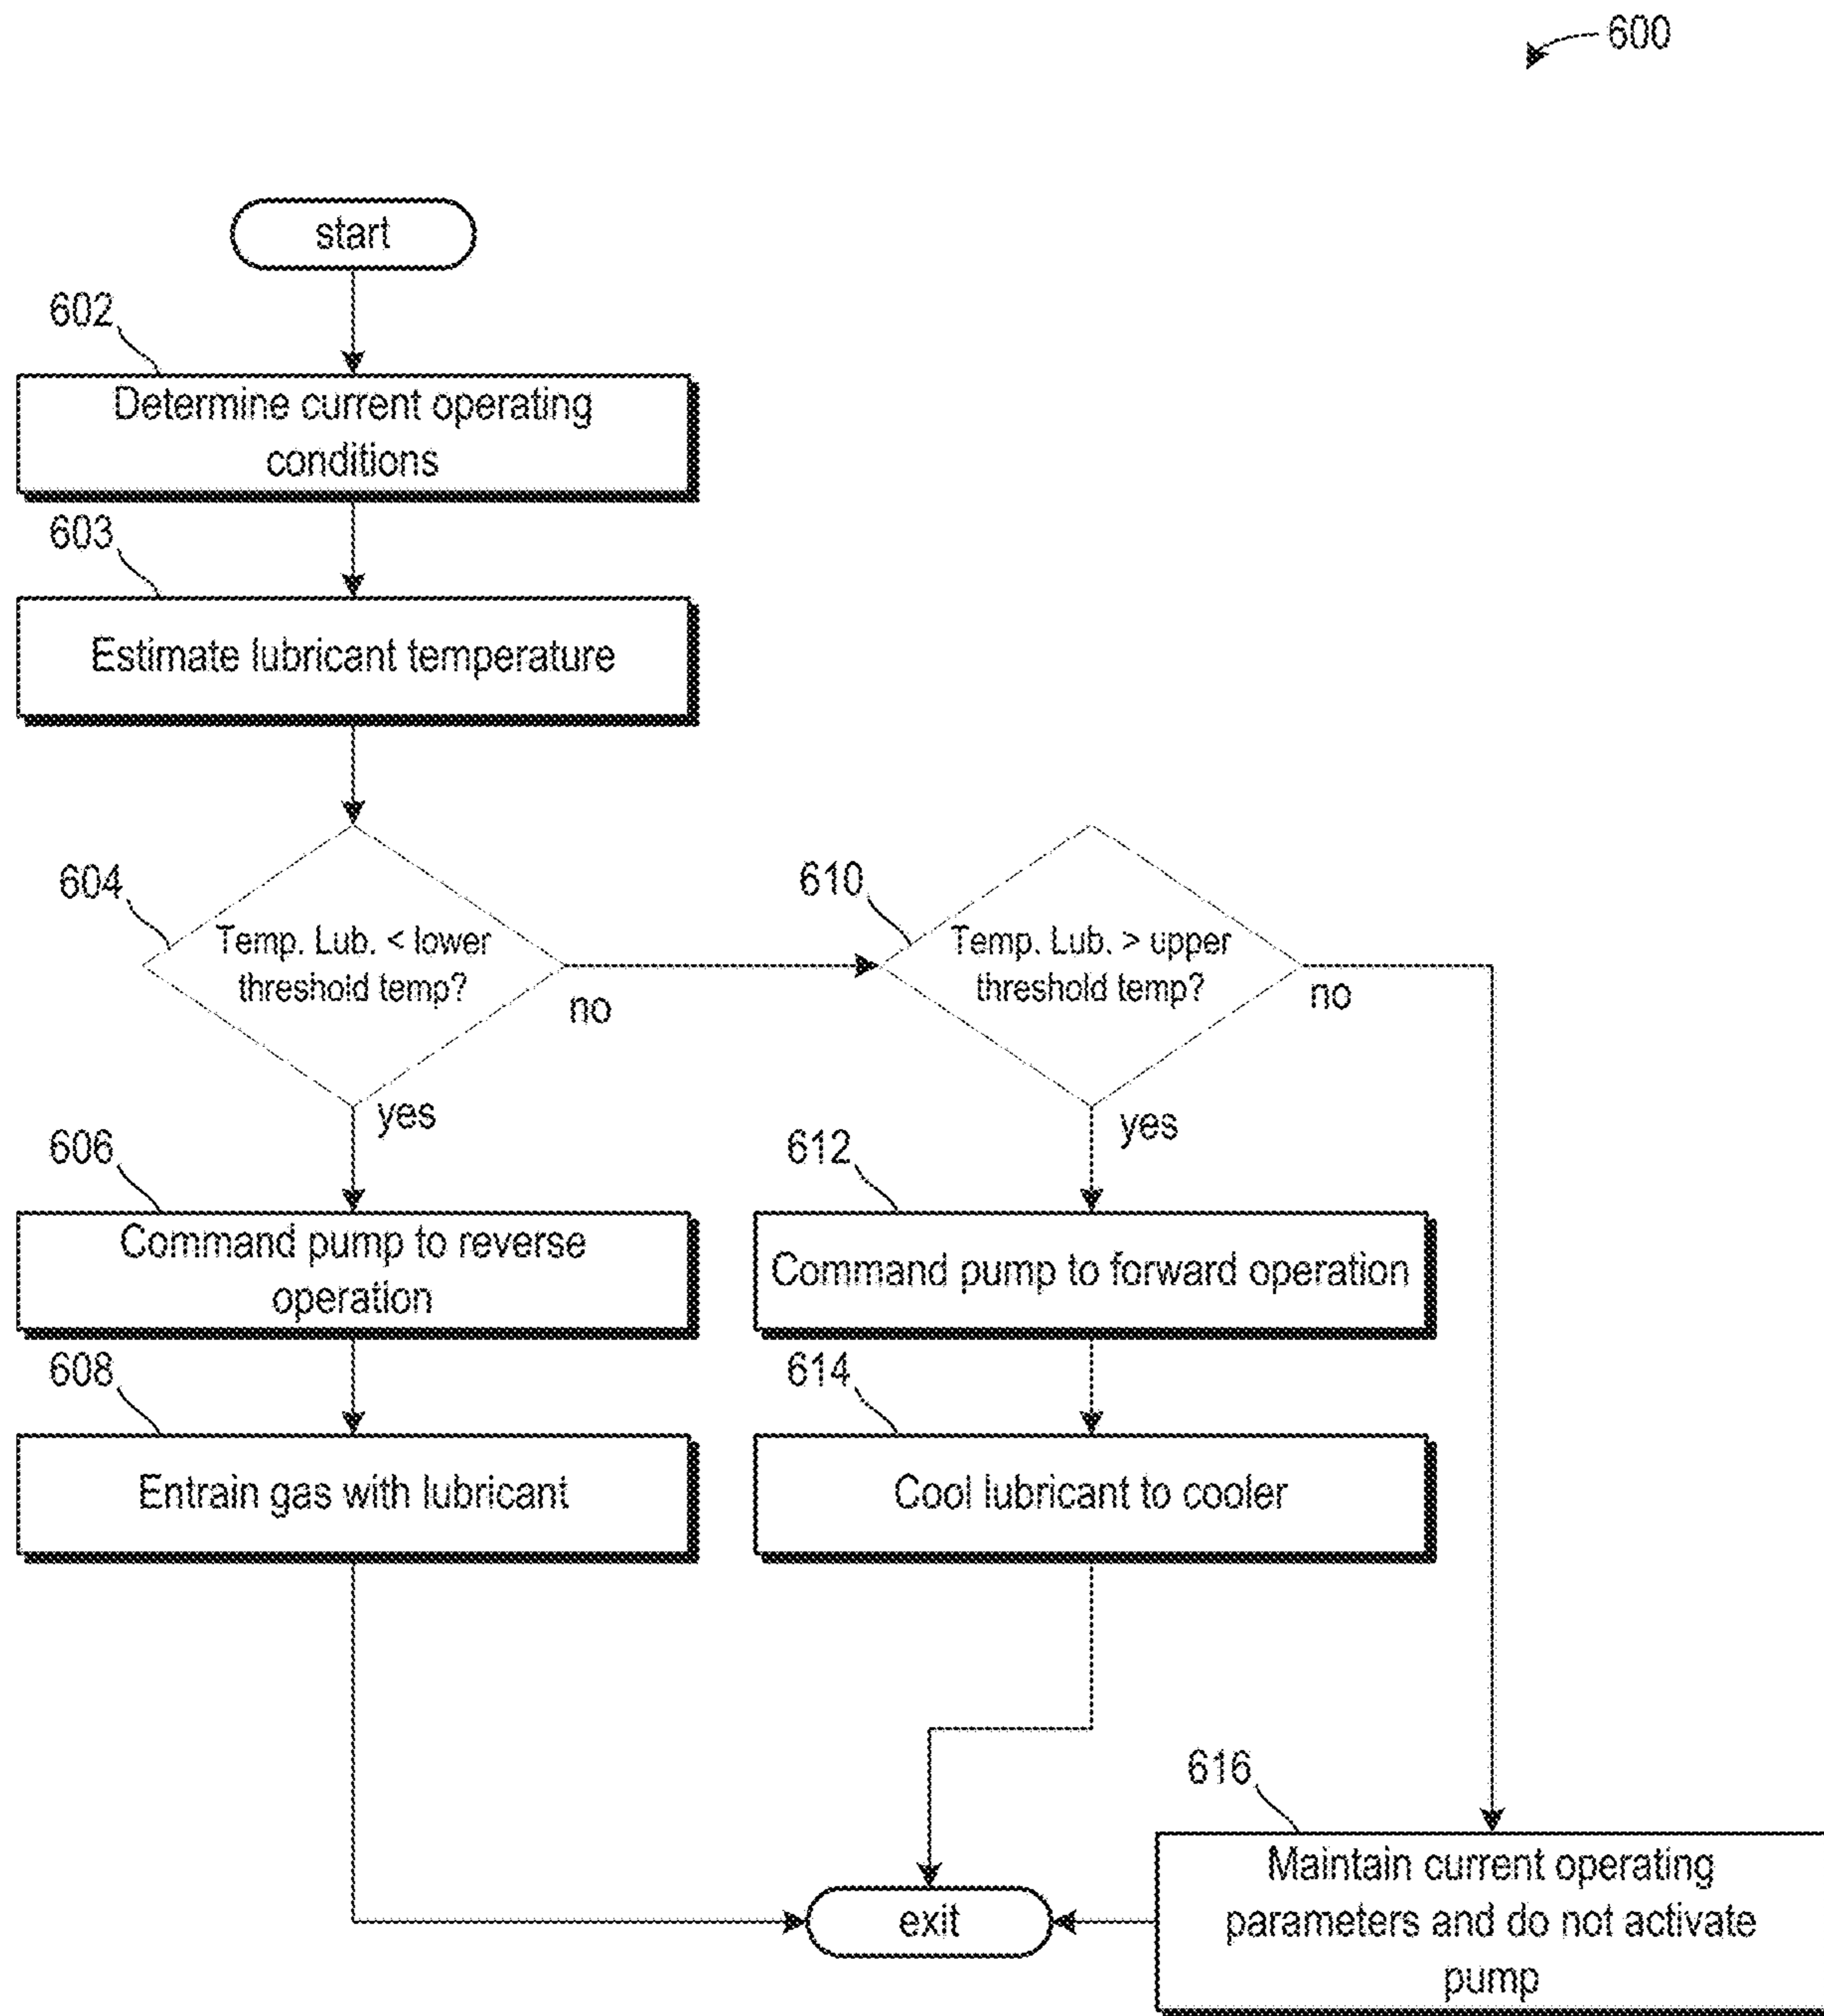 600
start
602
Determine current operating
conditions
603
Estimate lubricant temperature
604
Temp. Lub. < lower
threshold temp?
no
yes
610
Temp. Lub. > upper
threshold temp?
no
yes
606
Command pump to reverse
operation
612
Command pump to forward operation
608
Entrain gas with lubricant
614
Cool lubricant to cooler
616
Maintain current operating
parameters and do not activate
pump
exit